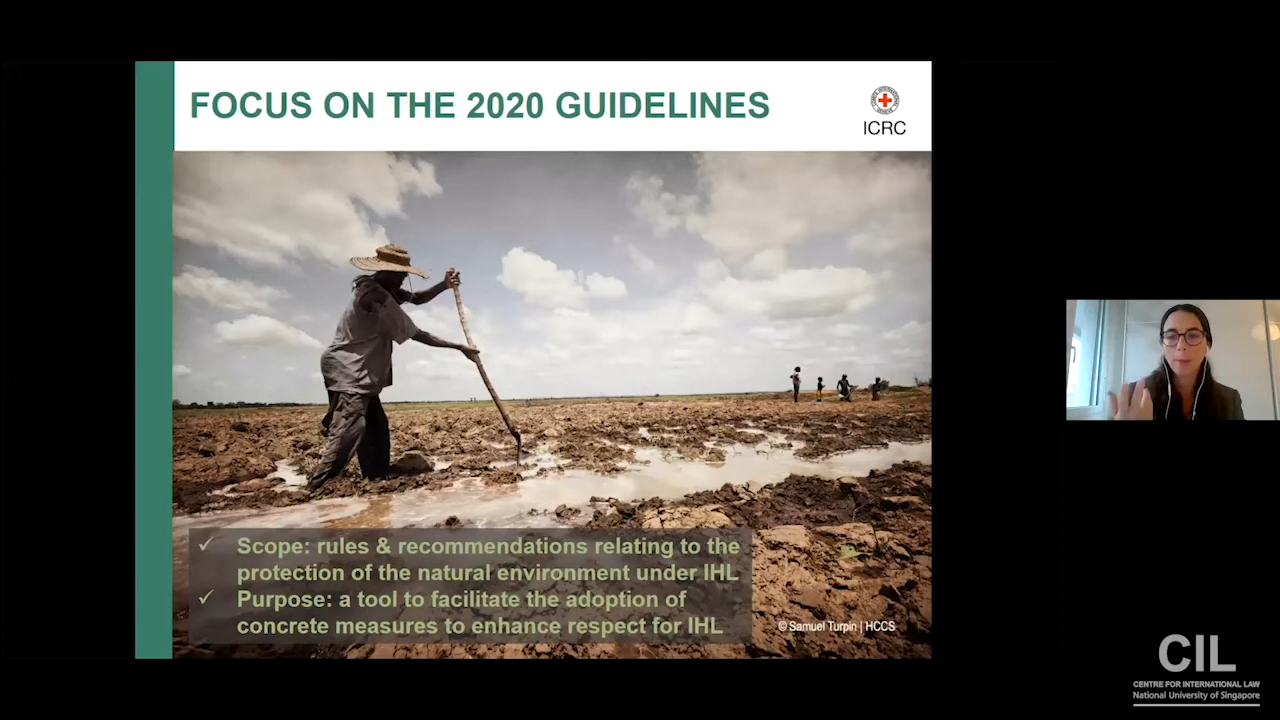 FOCUS ON THE 2020 GUIDELINES
ICRC
✓ Scope: rules & recommendations relating to the
protection of the natural environment under IHL
✓ Purpose: a tool to facilitate the adoption of
concrete measures to enhance respect for IHL
© Samuel Turpin | HCCS
CIL
CENTRE FOR INTERNATIONAL LAW
National University of Singapore